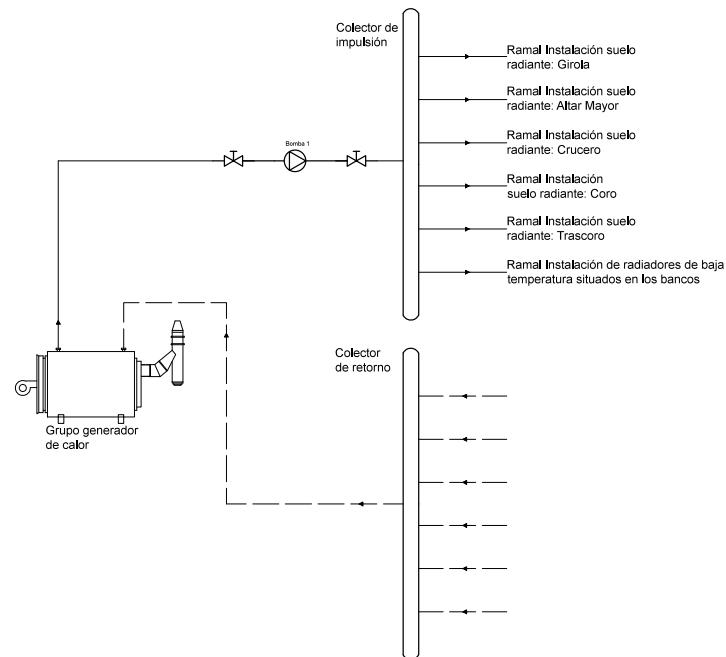 Colector de
impulsión
Ramal Instalación suelo
radiante: Girola
Ramal Instalación suelo
radiante: Altar Mayor
Bomba 1
Ramal Instalación suelo
radiante: Crucero
Ramal Instalación
suelo radiante: Coro
Ramal Instalación suelo
radiante: Trascoro
Ramal Instalación de radiadores de baja
temperatura situados en los bancos
Colector
de retorno
Grupo generador
de calor